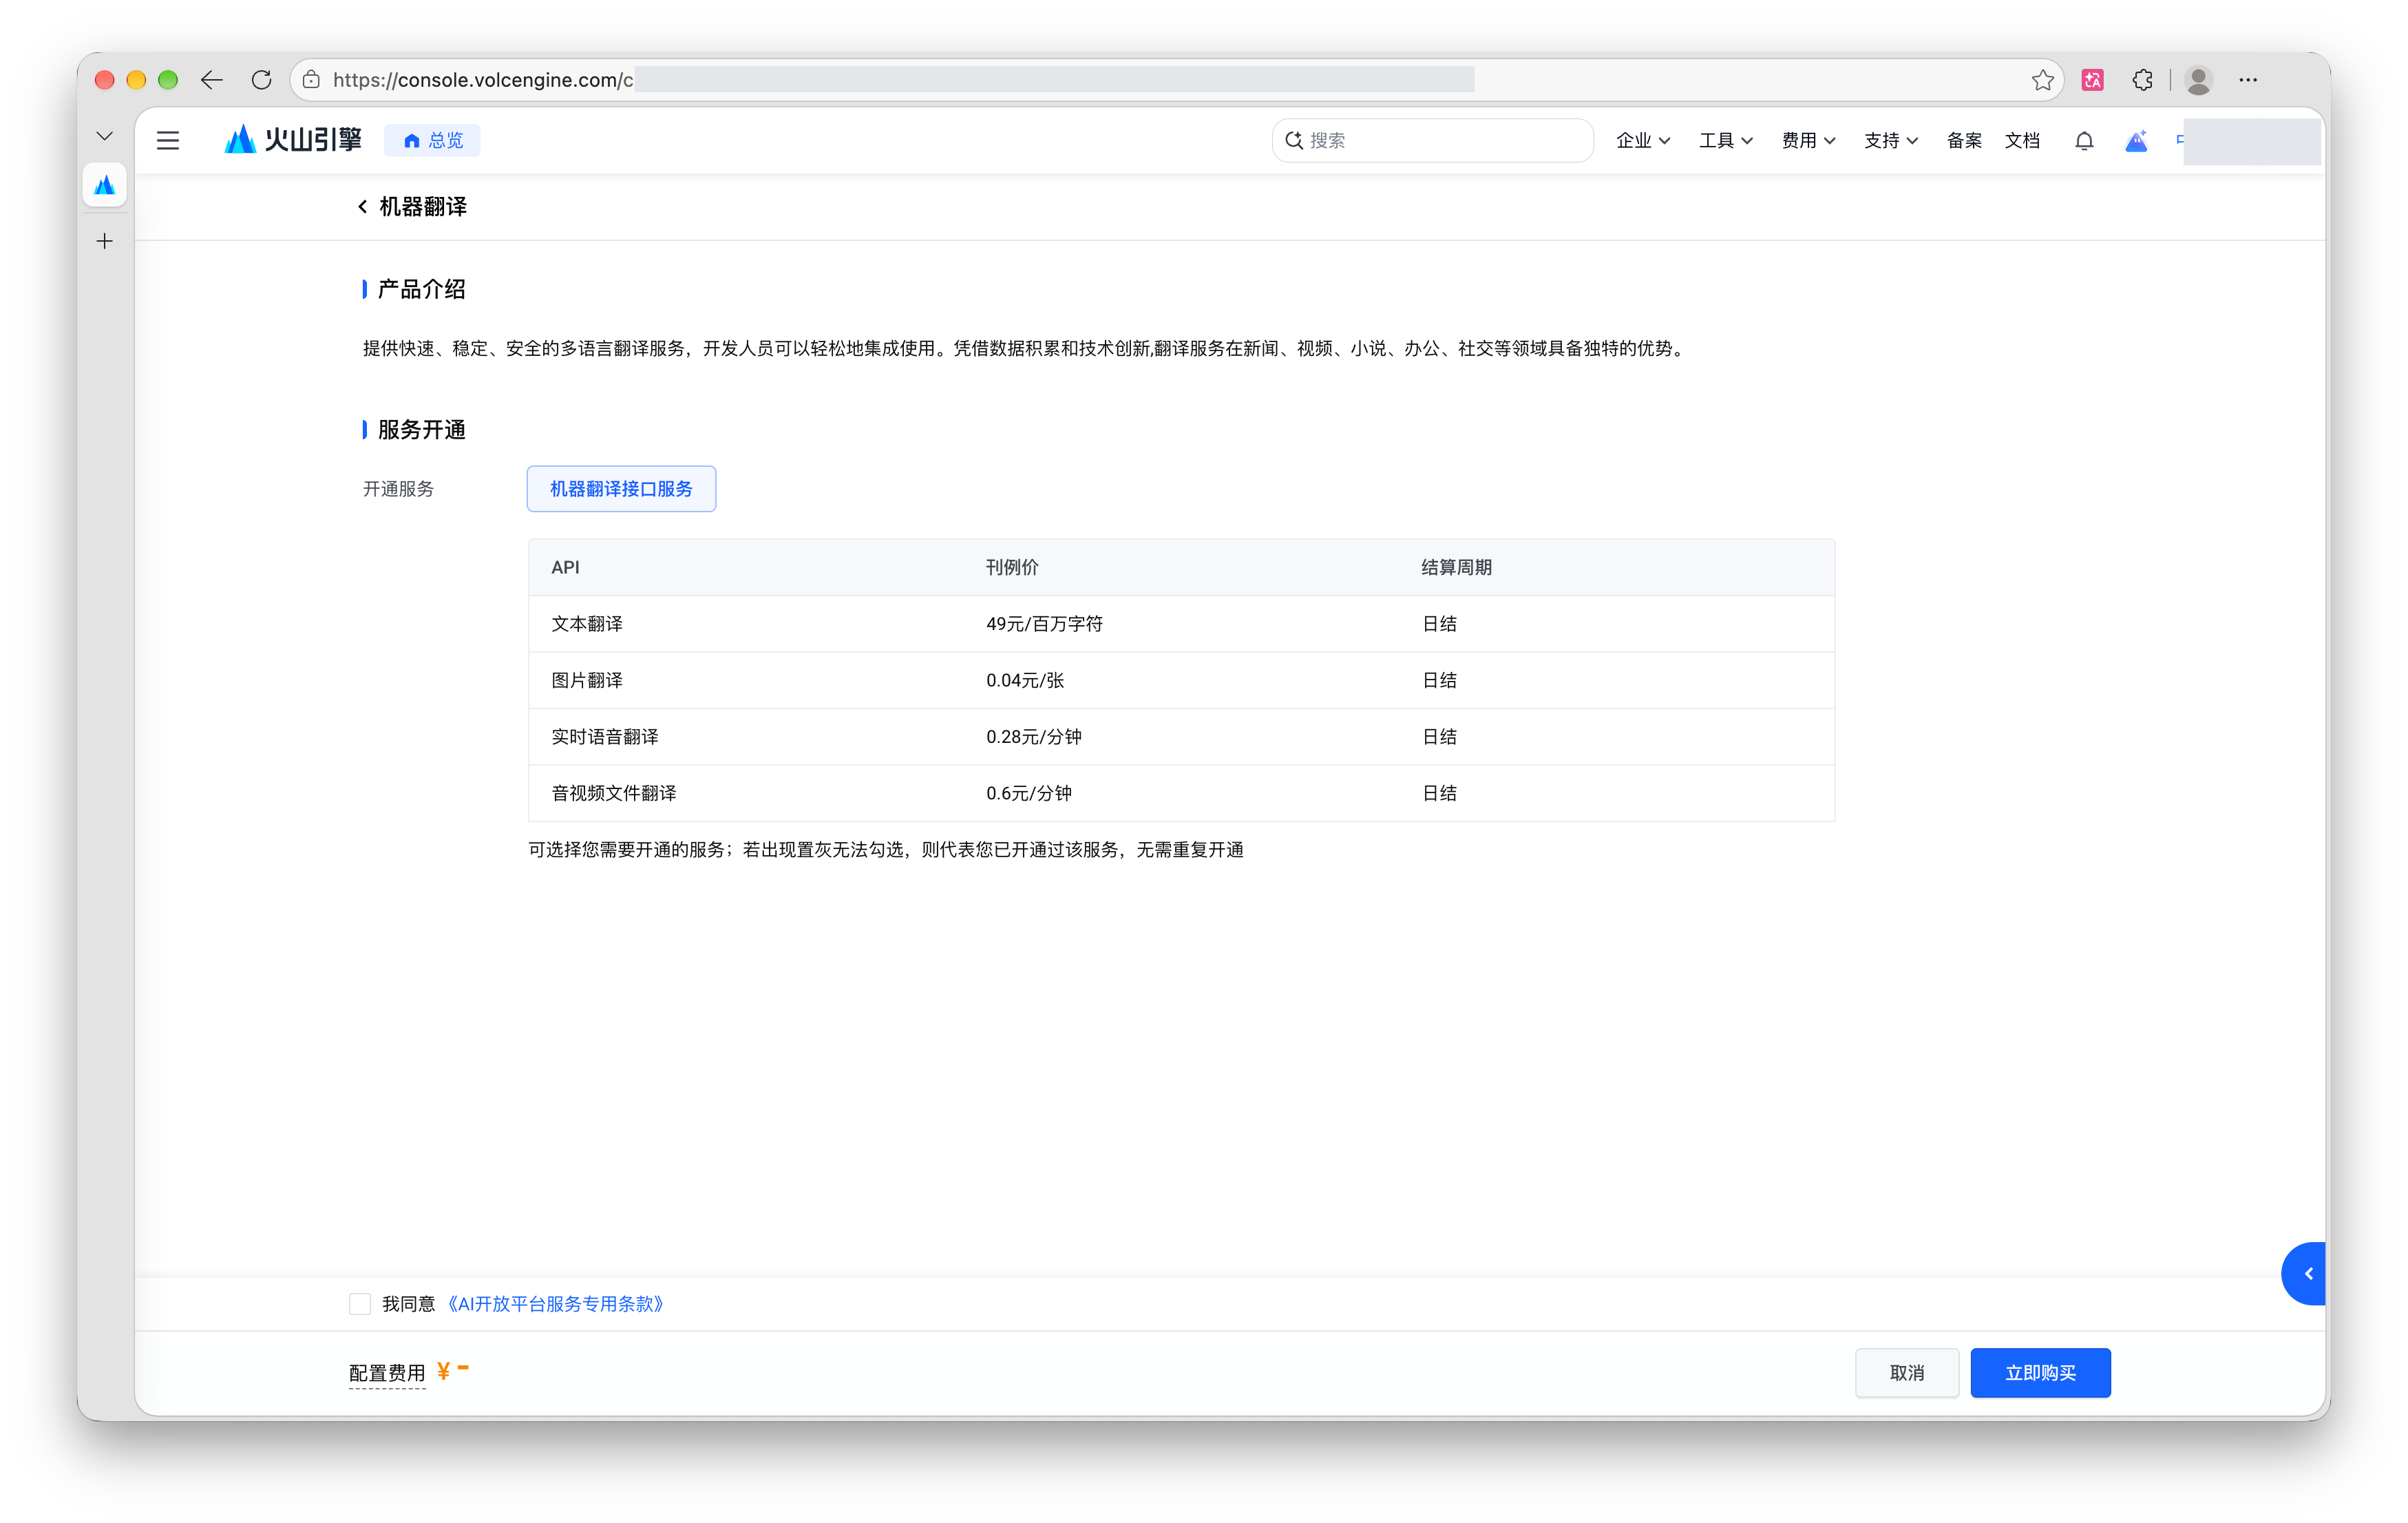 https://console.volcengine.com/c
火山引擎
总览
搜索
企业
工具
费用
支持
备案
文档
机器翻译
产品介绍
提供快速、稳定、安全的多语言翻译服务，开发人员可以轻松地集成使用。凭借数据积累和技术创新,翻译服务在新闻、视频、小说、办公、社交等领域具备独特的优势。
服务开通
开通服务
机器翻译接口服务
API 刊例价 结算周期
文本翻译 49元/百万字符 日结
图片翻译 0.04元/张 日结
实时语音翻译 0.28元/分钟 日结
音视频文件翻译 0.6元/分钟 日结
可选择您需要开通的服务；若出现置灰无法勾选，则代表您已开通过该服务，无需重复开通
我同意《AI开放平台服务专用条款》
配置费用 ¥ -
取消
立即购买